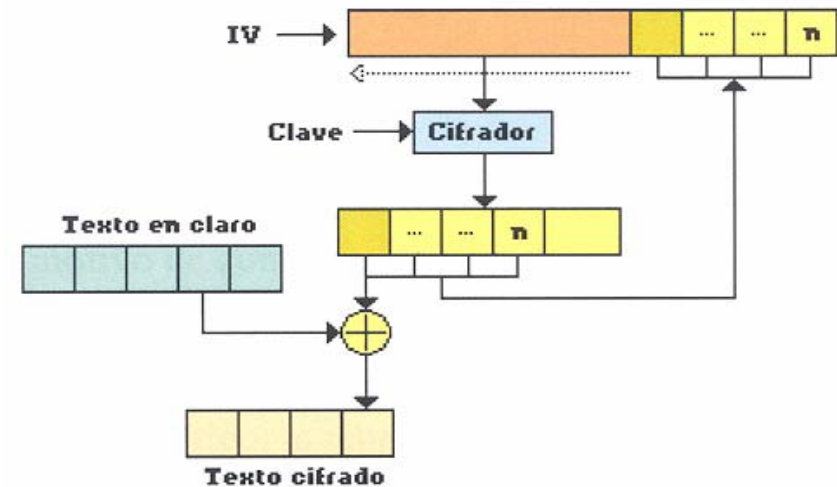 IV
... ... n
Clave
Cifrador
Texto en claro
... ... n
Texto cifrado